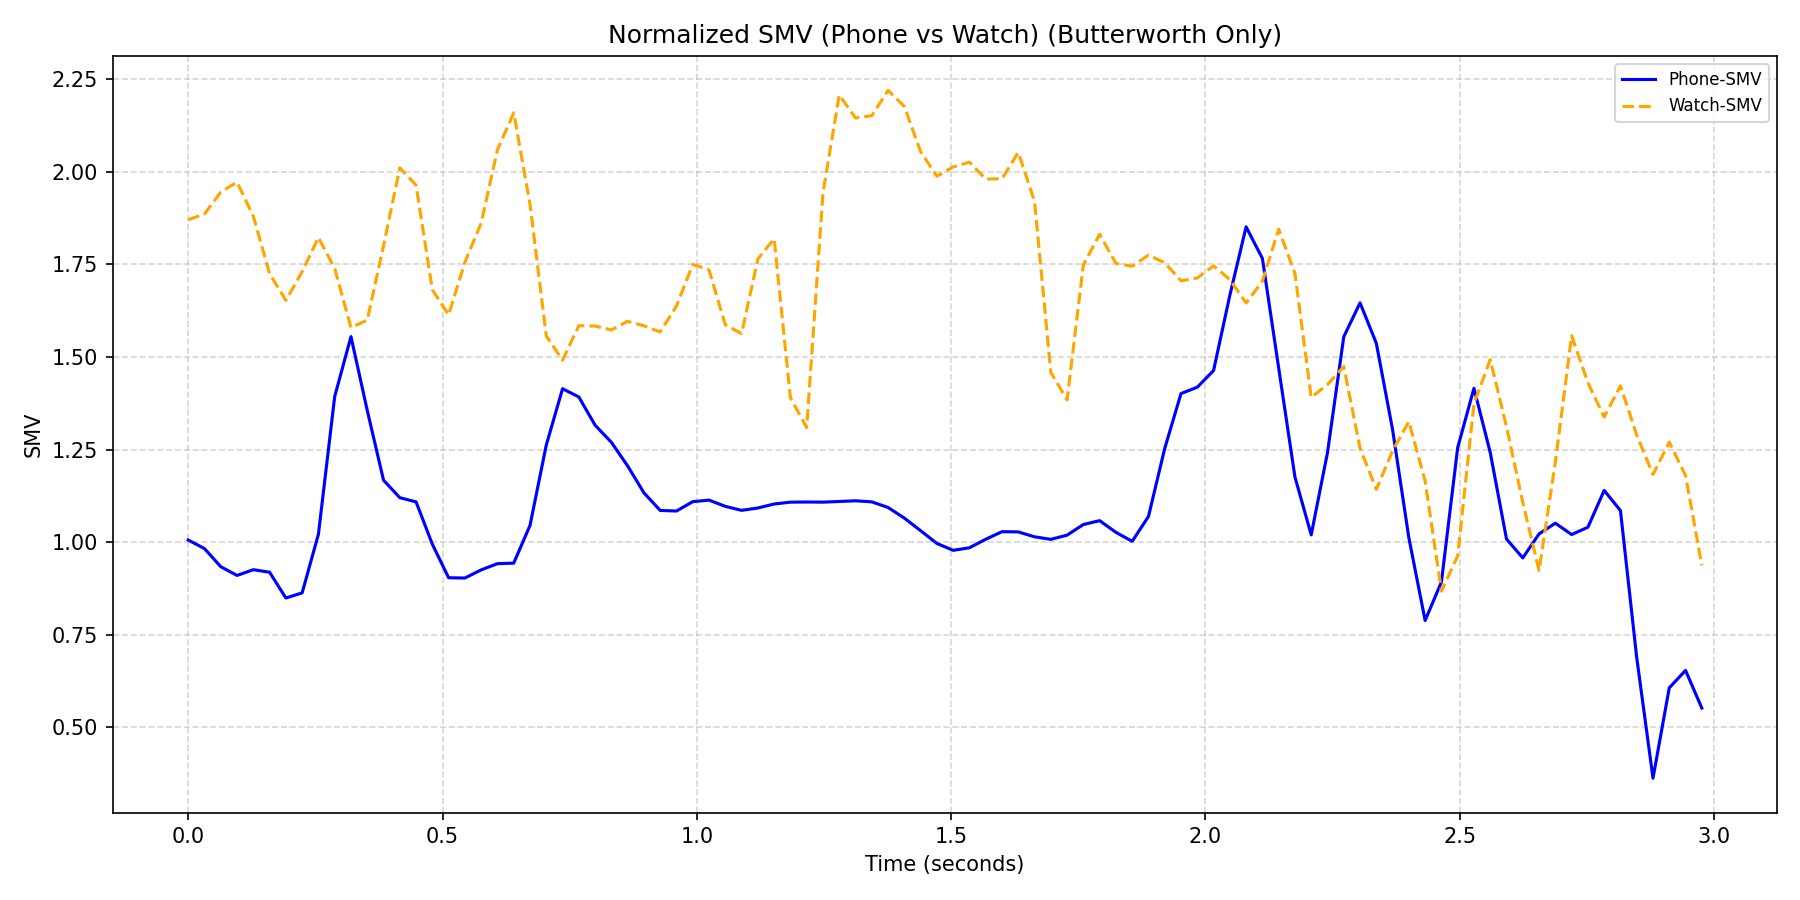 Normalized SMV (Phone vs Watch) (Butterworth Only)
Phone-SMV
Watch-SMV
SMV
2.25
2.00
1.75
1.50
1.25
1.00
0.75
0.50
0.0 0.5 1.0 1.5 2.0 2.5 3.0
Time (seconds)